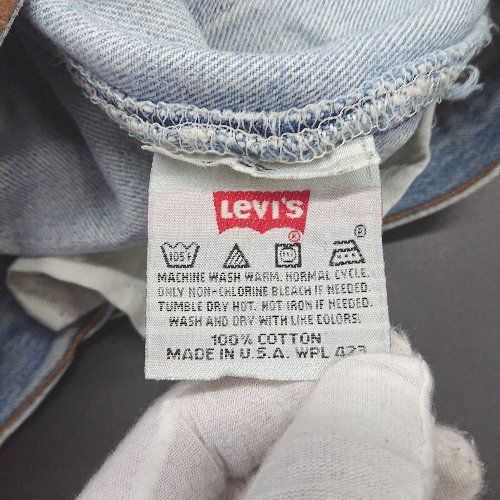 Levi's
®
105F
®
MACHINE WASH WARM. NORMAL CYCLE.
ONLY NON-CHLORINE BLEACH IF NEEDED.
TUMBLE DRY HOT. HOT IRON IF NEEDED.
WASH AND DRY WITH LIKE COLORS.
100% COTTON
MADE IN U.S.A. WPL 423